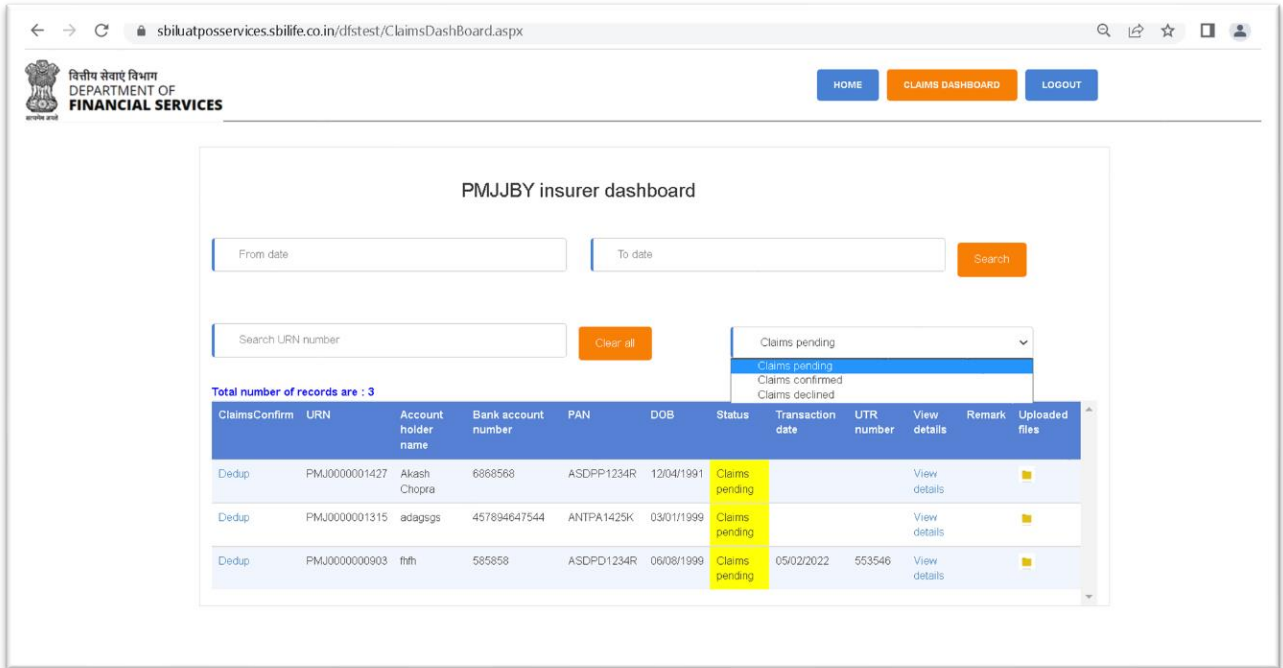 sbiluatposservices.sbilife.co.in/dfstest/ClaimsDashBoard.aspx
वित्तीय सेवाएं विभाग
DEPARTMENT OF
FINANCIAL SERVICES
सत्यमेव जयते
HOME CLAIMS DASHBOARD LOGOUT
PMJJBY insurer dashboard
From date To date Search
Search URN number Clear all Claims pending
Claims pending
Claims confirmed
Claims declined
Total number of records are : 3
ClaimsConfirm URN Account holder name Bank account number PAN DOB Status Transaction date UTR number View details Remark Uploaded files
Dedup PMJ0000001427 Akash Chopra 6868568 ASDPP1234R 12/04/1991 Claims pending View details
Dedup PMJ0000001315 adagsgs 457894647544 ANTPA1425K 03/01/1999 Claims pending View details
Dedup PMJ0000000903 fhfh 585858 ASDPD1234R 06/08/1999 Claims pending 05/02/2022 553546 View details